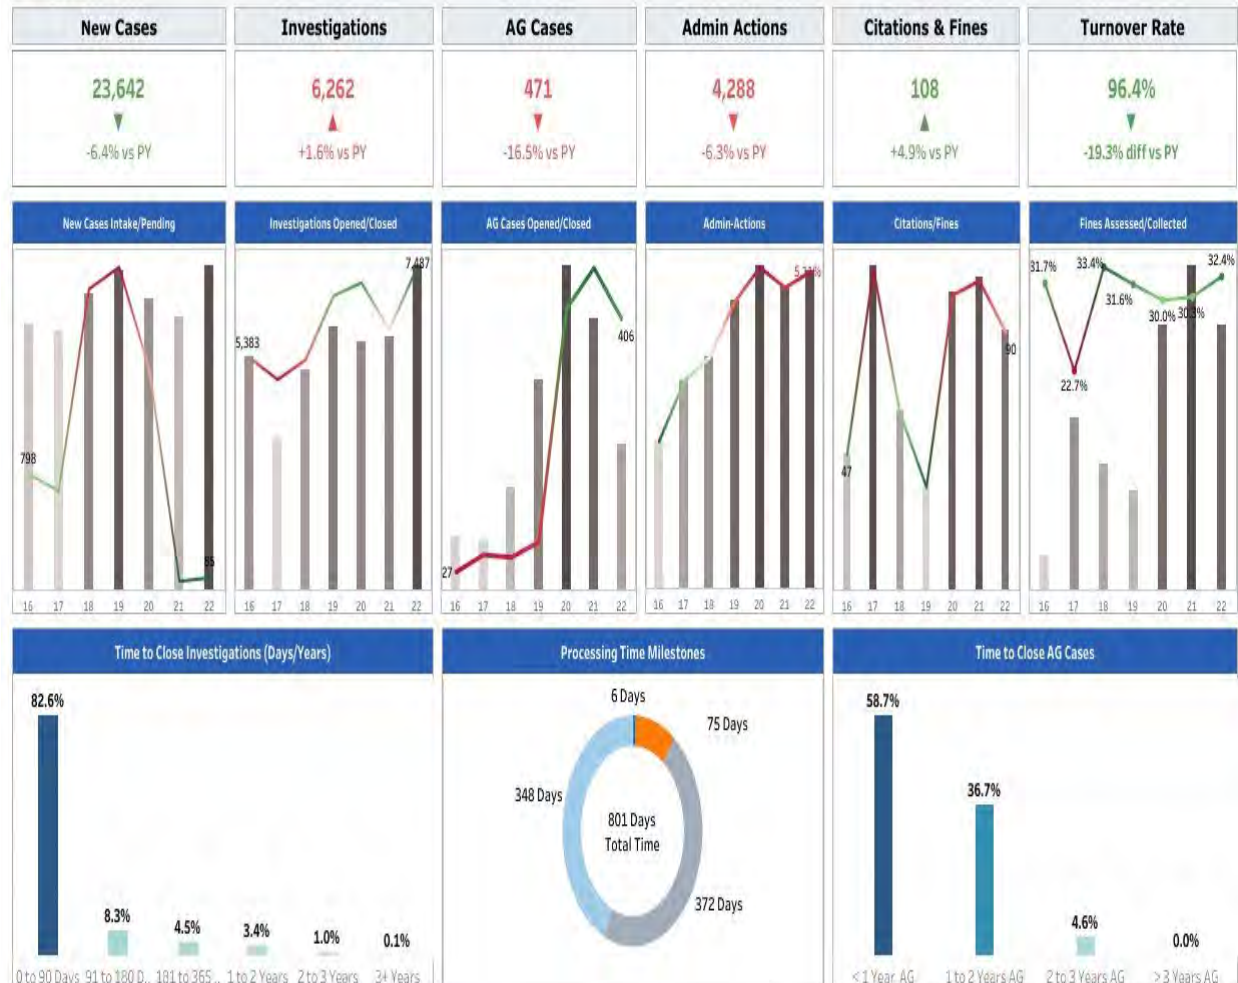 New Cases
Investigations
AG Cases
Admin Actions
Citations & Fines
Turnover Rate
23,642
6,262
471
4,288
108
96.4%
-6.4% vs PY
+1.6% vs PY
-16.5% vs PY
-6.3% vs PY
+4.9% vs PY
-19.3% diff vs PY
New Cases Intake/Pending
Investigations Opened/Closed
AG Cases Opened/Closed
Admin-Actions
Citations/Fines
Fines Assessed/Collected
798
16 17 18 19 20 21 22
5,383
7,487
16 17 18 19 20 21 22
27
406
16 17 18 19 20 21 22
16 17 18 19 20 21 22
47
90
16 17 18 19 20 21 22
31.7%
22.7%
33.4%
31.6%
30.0%
30.3%
32.4%
16 17 18 19 20 21 22
Time to Close Investigations (Days/Years)
Processing Time Milestones
Time to Close AG Cases
82.6%
8.3%
4.5%
3.4%
1.0%
0.1%
0 to 90 Days 91 to 180 D.. 181 to 365 .. 1 to 2 Years 2 to 3 Years 3+ Years
6 Days
75 Days
348 Days
801 Days
Total Time
372 Days
58.7%
36.7%
4.6%
0.0%
< 1 Year AG 1 to 2 Years AG 2 to 3 Years AG > 3 Years AG